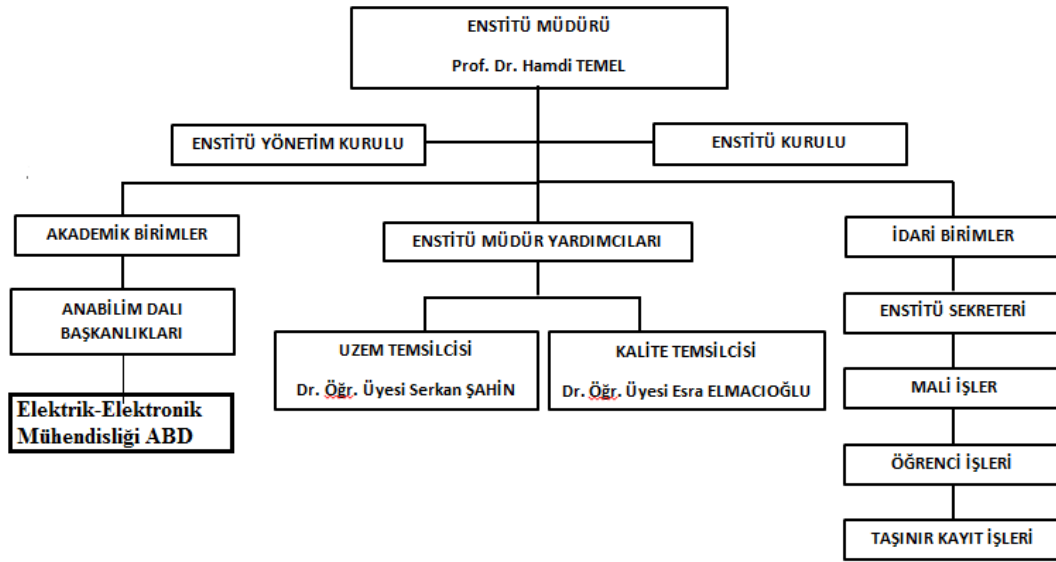 ENSTİTÜ MÜDÜRÜ
Prof. Dr. Hamdi TEMEL
ENSTİTÜ YÖNETİM KURULU
ENSTİTÜ KURULU
AKADEMİK BİRİMLER
ENSTİTÜ MÜDÜR YARDIMCILARI
İDARİ BİRİMLER
ANABİLİM DALI
BAŞKANLIKLARI
ENSTİTÜ SEKRETERİ
UZEM TEMSİLCİSİ
Dr. Öğr. Üyesi Serkan ŞAHİN
KALİTE TEMSİLCİSİ
Dr. Öğr. Üyesi Esra ELMACIOĞLU
MALİ İŞLER
Elektrik-Elektronik
Mühendisliği ABD
ÖĞRENCİ İŞLERİ
TAŞINIR KAYIT İŞLERİ